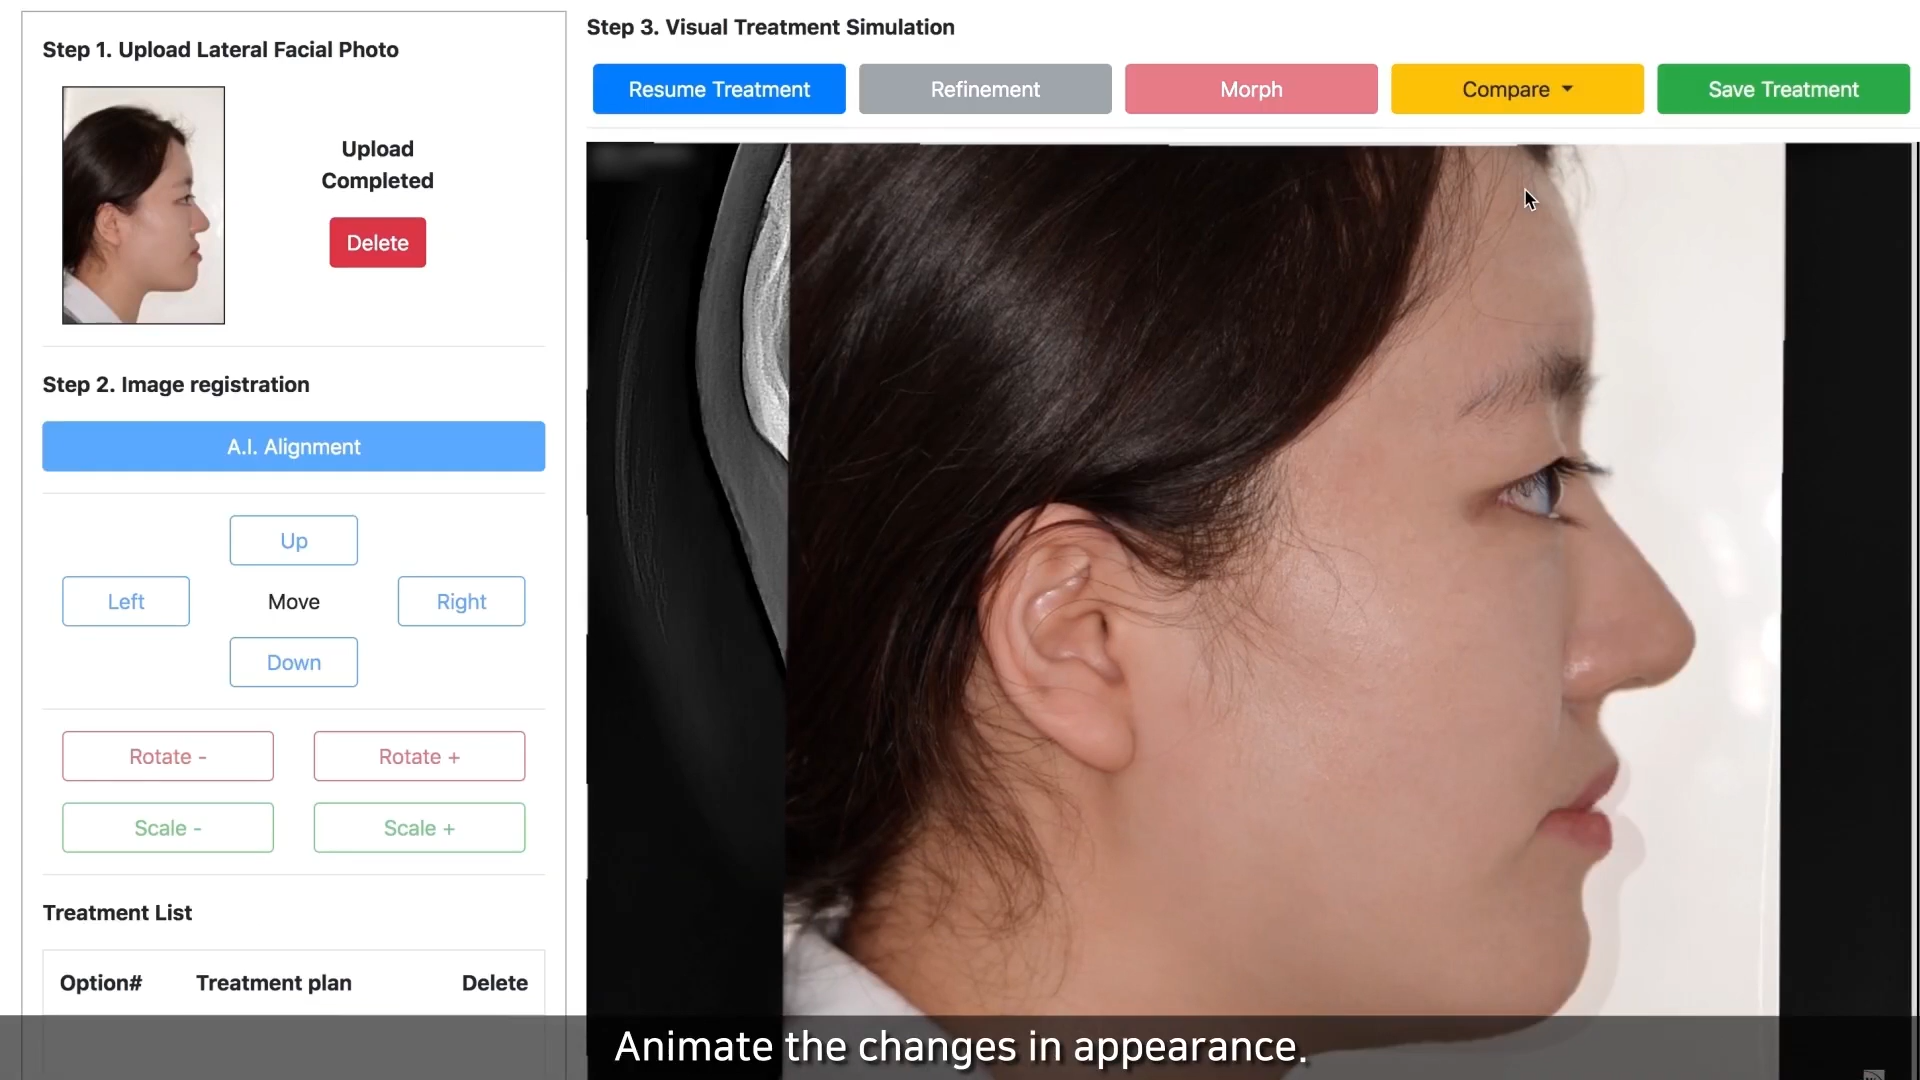 Step 1. Upload Lateral Facial Photo
Upload
Completed
Delete
Step 2. Image registration
A.I. Alignment
Up
Left
Move
Right
Down
Rotate -
Rotate +
Scale -
Scale +
Treatment List
Option#
Treatment plan
Delete
Step 3. Visual Treatment Simulation
Resume Treatment
Refinement
Morph
Compare
Save Treatment
Animate the changes in appearance.